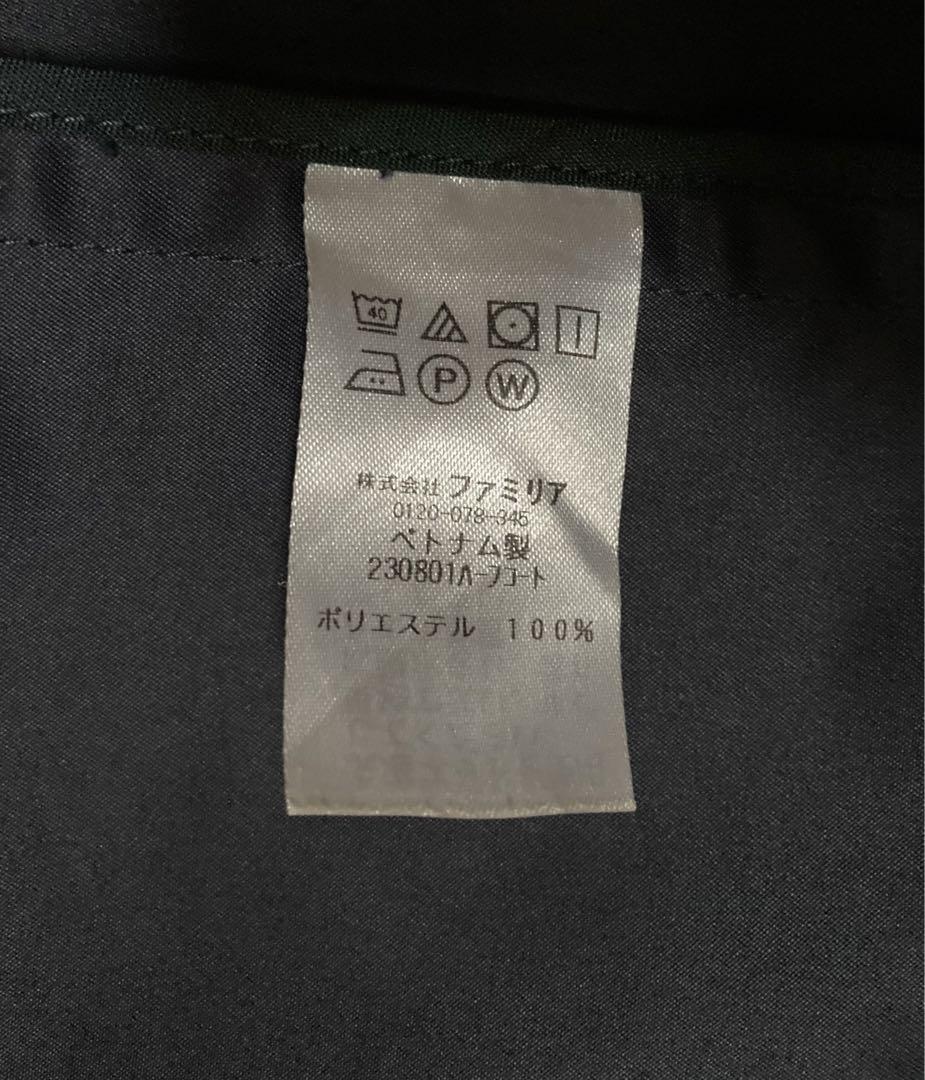 40
P W
株式会社 ファミリア
0120-078-345
ベトナム製
230801ハーフコート
ポリエステル 100%